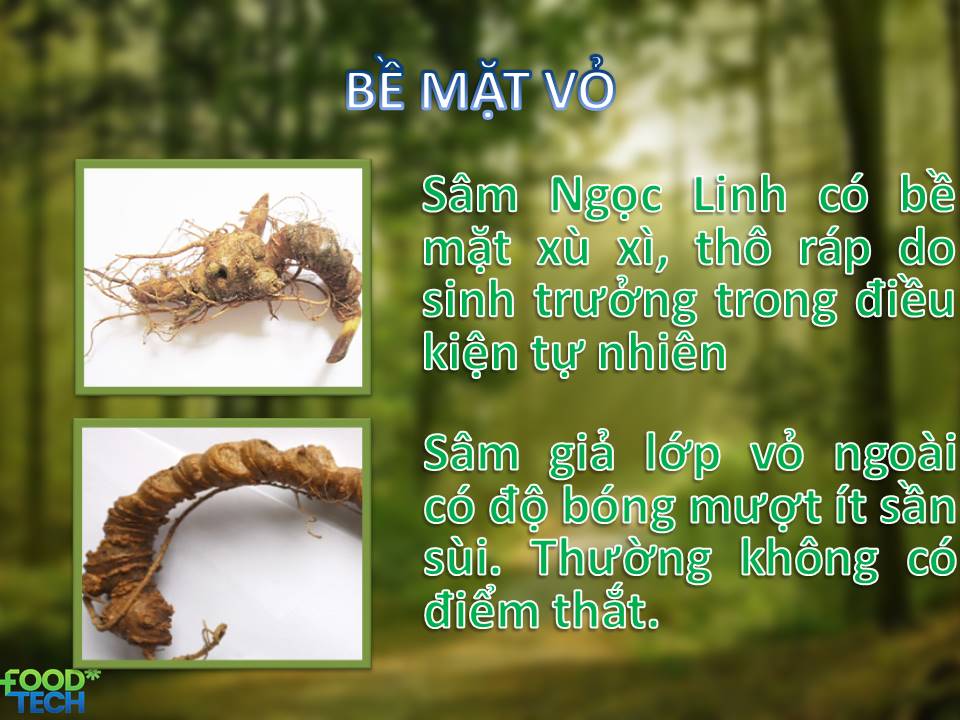 BỀ MẶT VỎ
Sâm Ngọc Linh có bề
mặt xù xì, thô ráp do
sinh trưởng trong điều
kiện tự nhiên
Sâm giả lớp vỏ ngoài
có độ bóng mượt ít sần
sùi. Thường không có
điểm thắt.
FOOD*
TECH